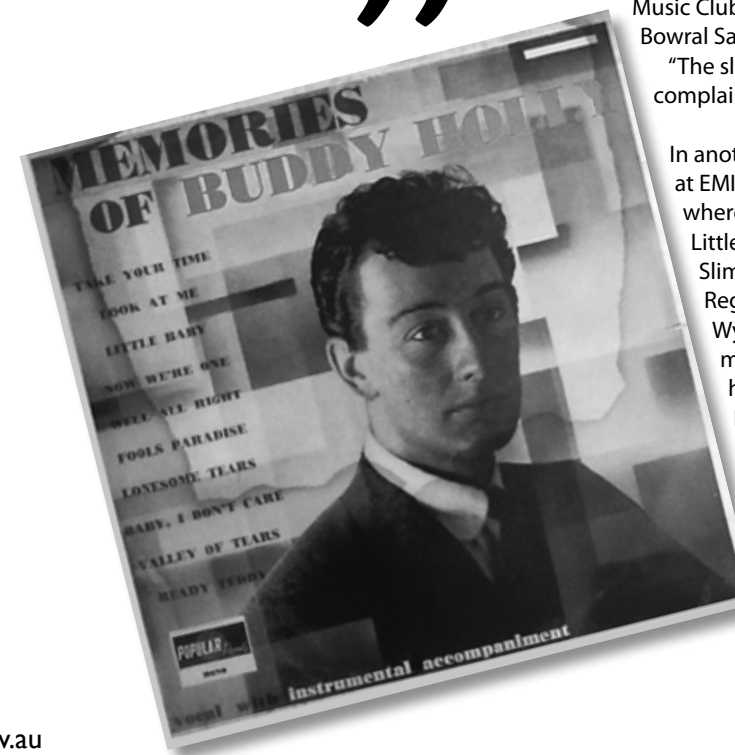 ”
Music Club
Bowral Sa
“The sl
complais
In anot
at EMI
where
Little
Slim
Reg
Wy
m
h
MEMORIES
OF BUDDY HOLLY
TAKE YOUR TIME
LOOK AT ME
LITTLE BABY
NOW WE'RE ONE
WELL ALL RIGHT
FOOLS PARADISE
LONESOME TEARS
BABY, I DON'T CARE
VALLEY OF TEARS
READY TEDDY
POPULAR
vocal with instrumental accompaniment
v.au